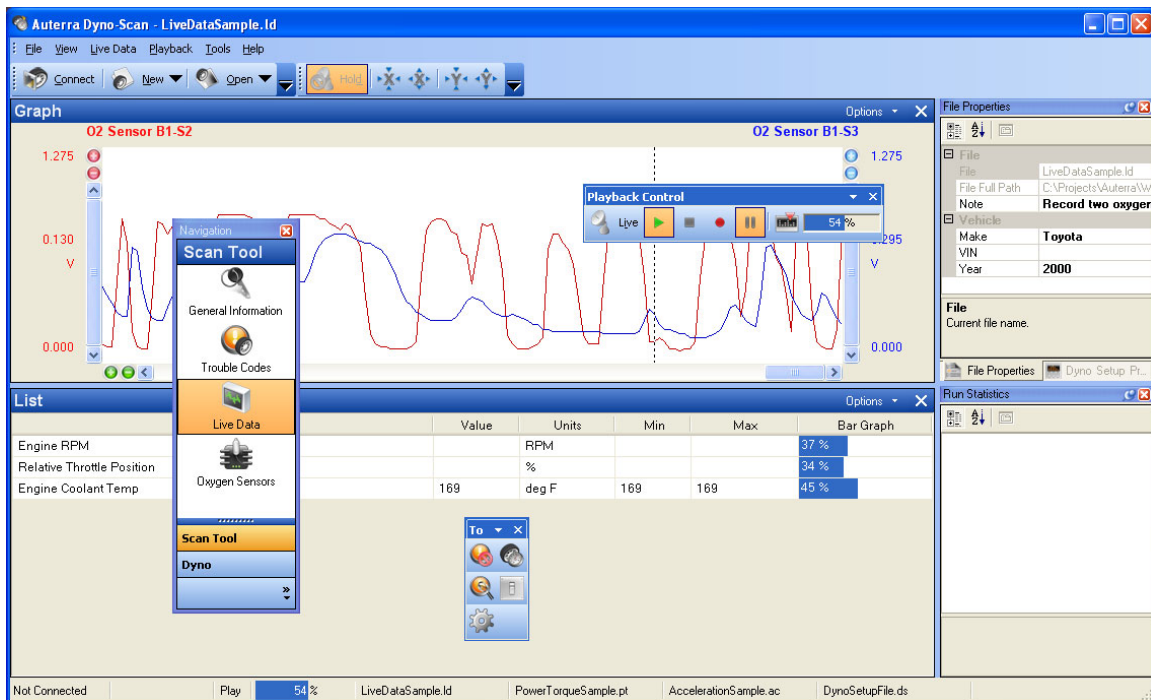 Auterra Dyno-Scan - LiveDataSample.ld
File View Live Data Playback Tools Help
Connect New Open Hold X X Y Y
Graph Options
O2 Sensor B1-S2 O2 Sensor B1-S3
1.275 1.275
0.130 0.295
V V
0.000 0.000
Playback Control
Live 54 %
Navigation
Scan Tool
General Information
Trouble Codes
Live Data
Oxygen Sensors
Scan Tool
Dyno
List Options
Value Units Min Max Bar Graph
Engine RPM RPM 37 %
Relative Throttle Position % 34 %
Engine Coolant Temp 169 deg F 169 169 45 %
To
File Properties
File
File LiveDataSample.ld
File Full Path C:\Projects\Auterra\W
Note Record two oxyger
Vehicle
Make Toyota
VIN
Year 2000
File
Current file name.
File Properties Dyno Setup Pr...
Run Statistics
Not Connected Play 54 % LiveDataSample.ld PowerTorqueSample.pt AccelerationSample.ac DynoSetupFile.ds